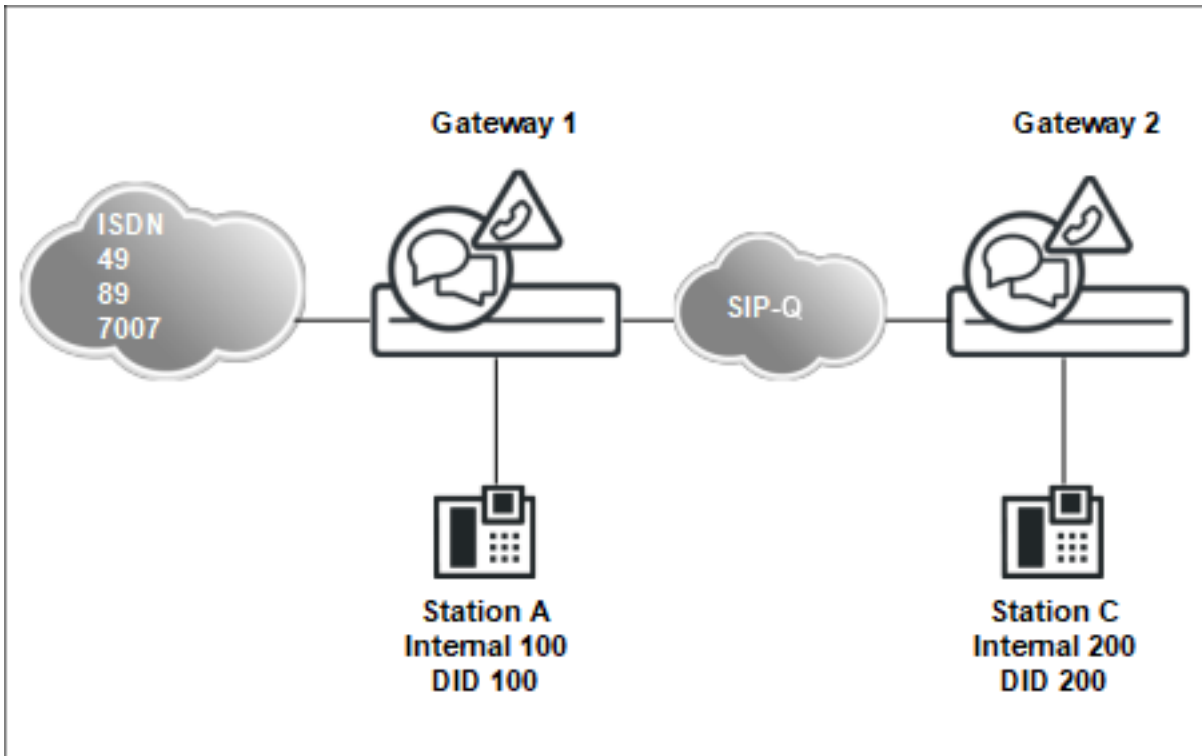 Gateway 1
Gateway 2
ISDN
49
89
7007
SIP-Q
Station A
Internal 100
DID 100
Station C
Internal 200
DID 200